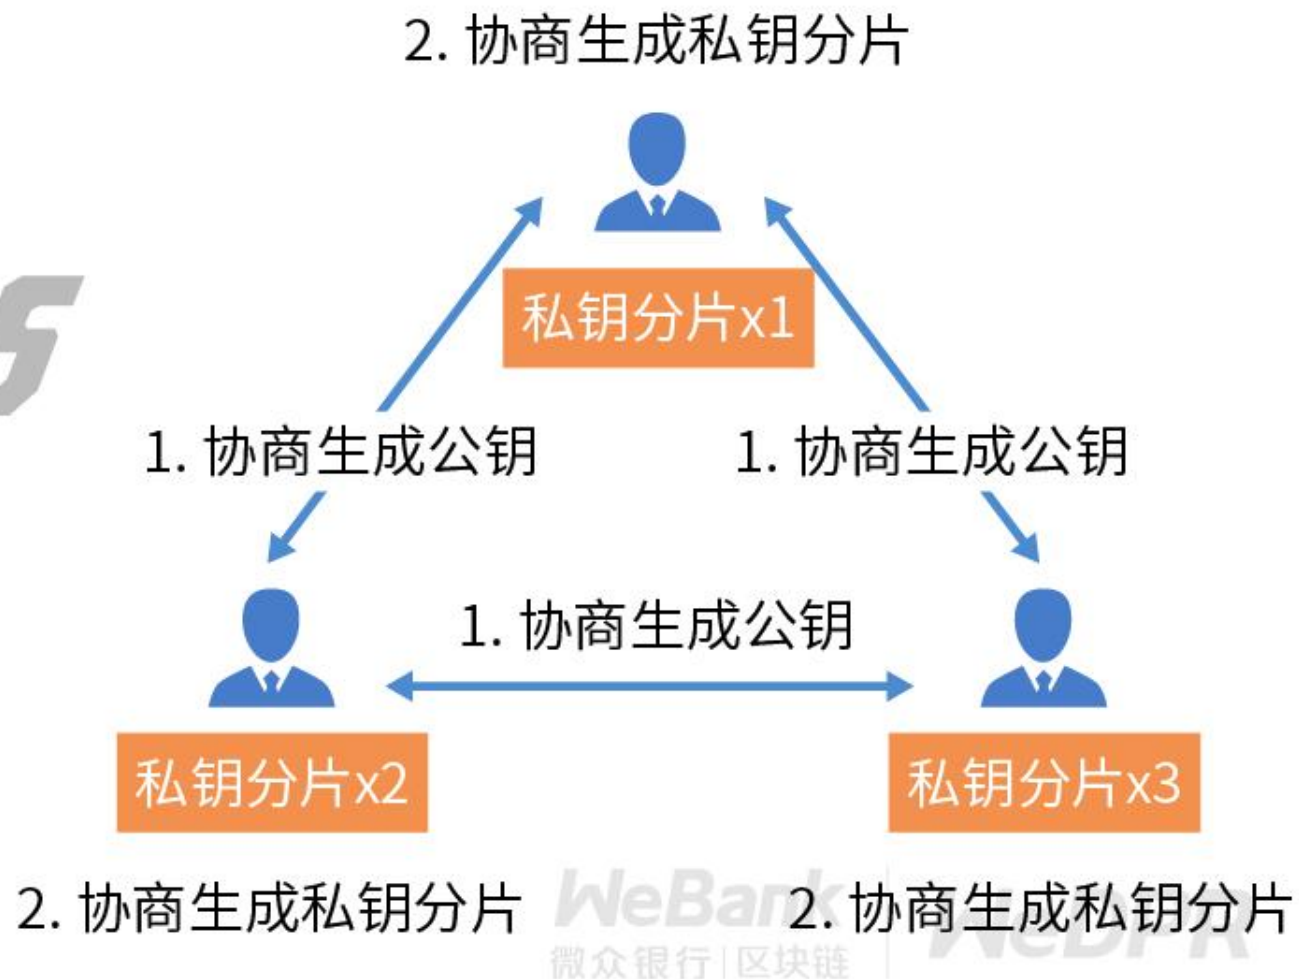 2. 协商生成私钥分片
私钥分片x1
1. 协商生成公钥
1. 协商生成公钥
1. 协商生成公钥
私钥分片x2
私钥分片x3
2. 协商生成私钥分片
2. 协商生成私钥分片
WeBank
WeDPR
微众银行|区块链